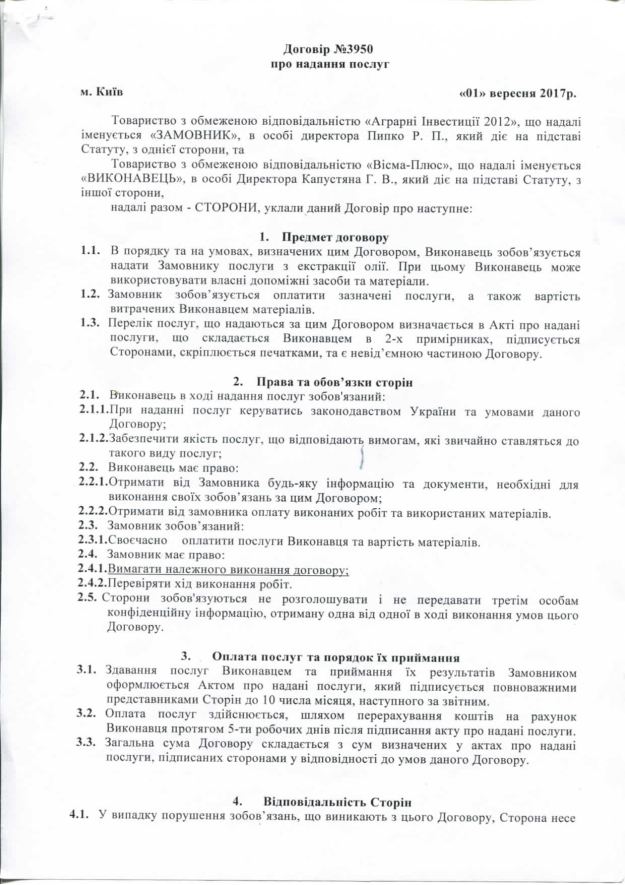 Договір №3950
про надання послуг
м. Київ «01» вересня 2017р.
Товариство з обмеженою відповідальністю «Аграрні Інвестиції 2012», що надалі
іменується «ЗАМОВНИК», в особі директора Пипко Р. П., який діє на підставі
Статуту, з однієї сторони, та
Товариство з обмеженою відповідальністю «Вісма-Плюс», що надалі іменується
«ВИКОНАВЕЦЬ», в особі Директора Капустяна Г. В., який діє на підставі Статуту, з
іншої сторони,
надалі разом - СТОРОНИ, уклали даний Договір про наступне:
1. Предмет договору
1.1. В порядку та на умовах, визначених цим Договором, Виконавець зобов’язується
надати Замовнику послуги з екстракції олії. При цьому Виконавець може
використовувати власні допоміжні засоби та матеріали.
1.2. Замовник зобов’язується оплатити зазначені послуги, а також вартість
витрачених Виконавцем матеріалів.
1.3. Перелік послуг, що надаються за цим Договором визначається в Акті про надані
послуги, що складається Виконавцем в 2-х примірниках, підписується
Сторонами, скріплюється печатками, та є невід’ємною частиною Договору.
2. Права та обов’язки сторін
2.1. Виконавець в ході надання послуг зобов'язаний:
2.1.1.При наданні послуг керуватись законодавством України та умовами даного
Договору;
2.1.2.Забезпечити якість послуг, що відповідають вимогам, які звичайно ставляться до
такого виду послуг;
2.2. Виконавець має право:
2.2.1.Отримати від Замовника будь-яку інформацію та документи, необхідні для
виконання своїх зобов’язань за цим Договором;
2.2.2.Отримати від замовника оплату виконаних робіт та використаних матеріалів.
2.3. Замовник зобов’язаний:
2.3.1.Своєчасно оплатити послуги Виконавця та вартість матеріалів.
2.4. Замовник має право:
2.4.1.Вимагати належного виконання договору;
2.4.2.Перевіряти хід виконання робіт.
2.5. Сторони зобов'язуються не розголошувати і не передавати третім особам
конфіденційну інформацію, отриману одна від одної в ході виконання умов цього
Договору.
3. Оплата послуг та порядок їх приймання
3.1. Здавання послуг Виконавцем та приймання їх результатів Замовником
оформлюється Актом про надані послуги, який підписується повноважними
представниками Сторін до 10 числа місяця, наступного за звітним.
3.2. Оплата послуг здійснюється, шляхом перерахування коштів на рахунок
Виконавця протягом 5-ти робочих днів після підписання акту про надані послуги.
3.3. Загальна сума Договору складається з сум визначених у актах про надані
послуги, підписаних сторонами у відповідності до умов даного Договору.
4. Відповідальність Сторін
4.1. У випадку порушення зобов’язань, що виникають з цього Договору, Сторона несе